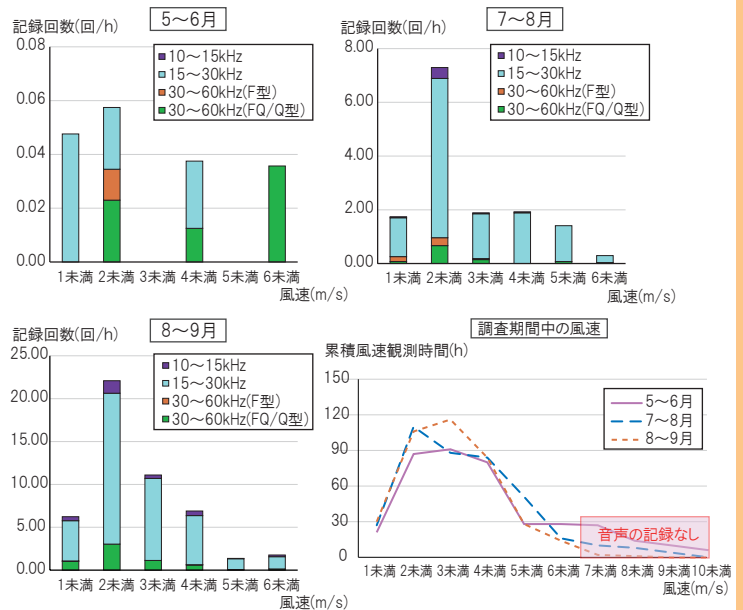 5～6月
記録回数(回/h)
0.08
0.06
0.04
0.02
0.00
10～15kHz
15～30kHz
30～60kHz(F型)
30～60kHz(FQ/Q型)
1未満 2未満 3未満 4未満 5未満 6未満
風速(m/s)
7～8月
記録回数(回/h)
8.00
6.00
4.00
2.00
0.00
10～15kHz
15～30kHz
30～60kHz(F型)
30～60kHz(FQ/Q型)
1未満 2未満 3未満 4未満 5未満 6未満
風速(m/s)
8～9月
記録回数(回/h)
25.00
20.00
15.00
10.00
5.00
0.00
10～15kHz
15～30kHz
30～60kHz(F型)
30～60kHz(FQ/Q型)
1未満 2未満 3未満 4未満 5未満 6未満
風速(m/s)
調査期間中の風速
累積風速観測時間(h)
150
120
90
60
30
0
5～6月
7～8月
8～9月
音声の記録なし
1未満 2未満 3未満 4未満 5未満 6未満 7未満 8未満 9未満 10未満
風速(m/s)